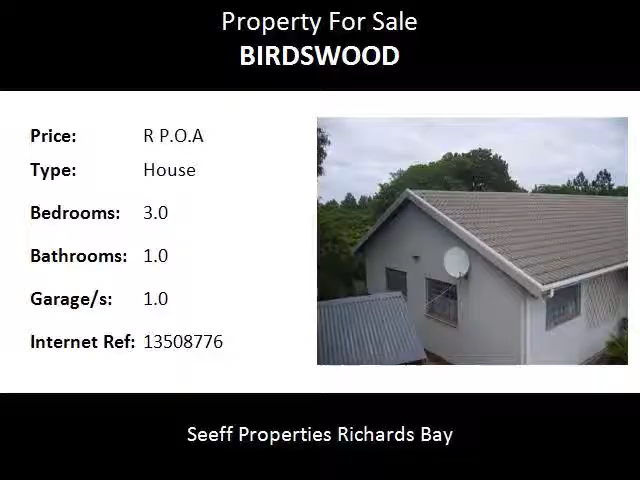 Property For Sale
BIRDSWOOD
Price: R P.O.A
Type: House
Bedrooms: 3.0
Bathrooms: 1.0
Garage/s: 1.0
Internet Ref: 13508776
Seeff Properties Richards Bay